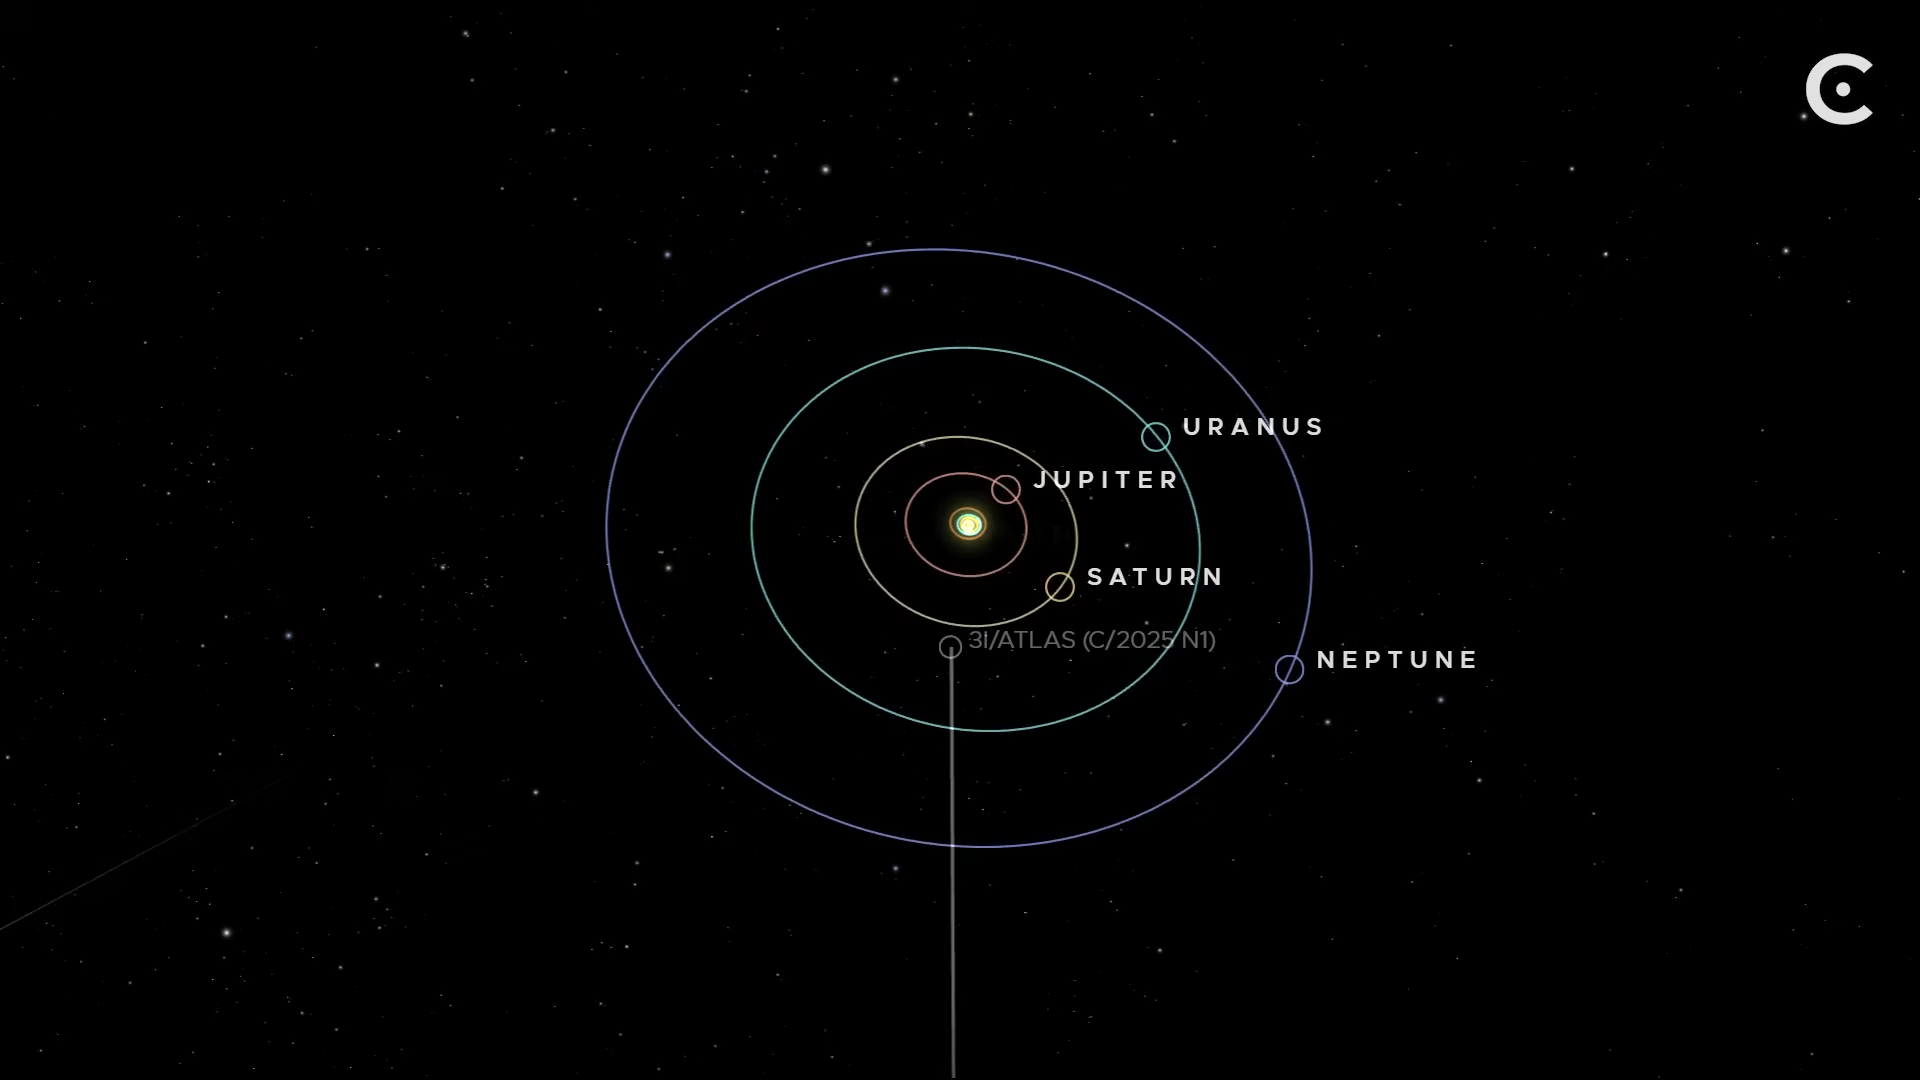 URANUS
JUPITER
SATURN
3I/ATLAS (C/2025 N1)
NEPTUNE